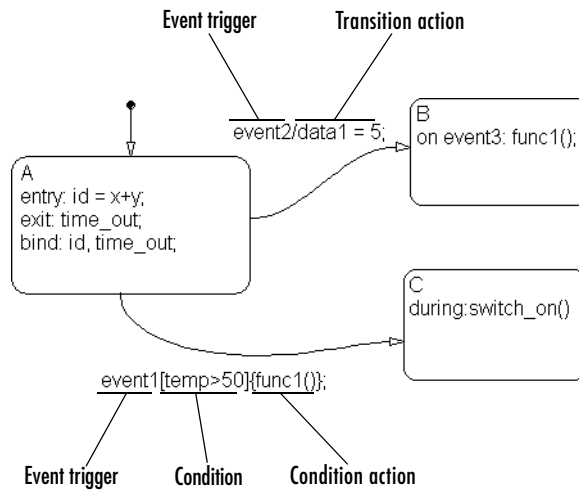 Event trigger
Transition action
event2/data1 = 5;
A
entry: id = x+y;
exit: time_out;
bind: id, time_out;
B
on event3: func1();
C
during:switch_on()
event1[temp>50]{func1()};
Event trigger
Condition
Condition action